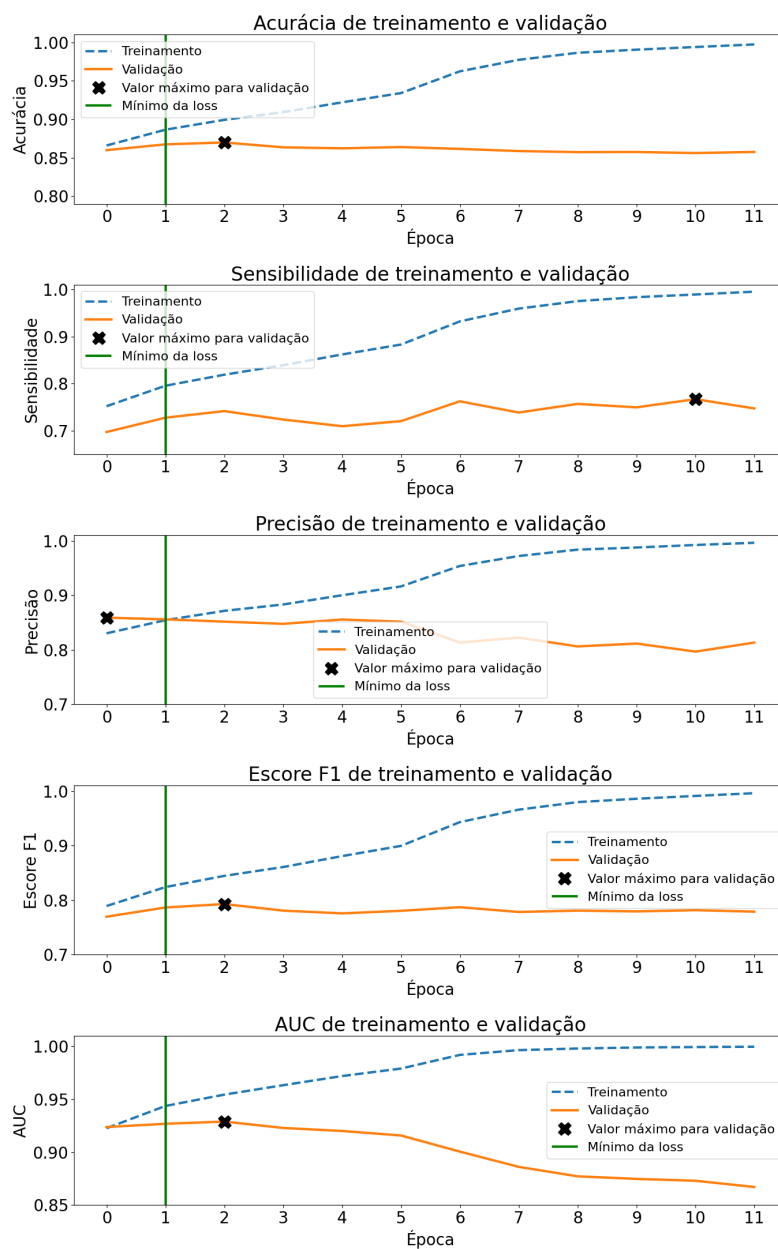 Acurácia de treinamento e validação
1.00
0.95
0.90
0.85
0.80
Acurácia
Treinamento
Validação
Valor máximo para validação
Mínimo da loss
0 1 2 3 4 5 6 7 8 9 10 11
Época
Sensibilidade de treinamento e validação
1.0
0.9
0.8
0.7
Sensibilidade
Treinamento
Validação
Valor máximo para validação
Mínimo da loss
0 1 2 3 4 5 6 7 8 9 10 11
Época
Precisão de treinamento e validação
1.0
0.9
0.8
0.7
Precisão
Treinamento
Validação
Valor máximo para validação
Mínimo da loss
0 1 2 3 4 5 6 7 8 9 10 11
Época
Escore F1 de treinamento e validação
1.0
0.9
0.8
0.7
Escore F1
Treinamento
Validação
Valor máximo para validação
Mínimo da loss
0 1 2 3 4 5 6 7 8 9 10 11
Época
AUC de treinamento e validação
1.00
0.95
0.90
0.85
AUC
Treinamento
Validação
Valor máximo para validação
Mínimo da loss
0 1 2 3 4 5 6 7 8 9 10 11
Época